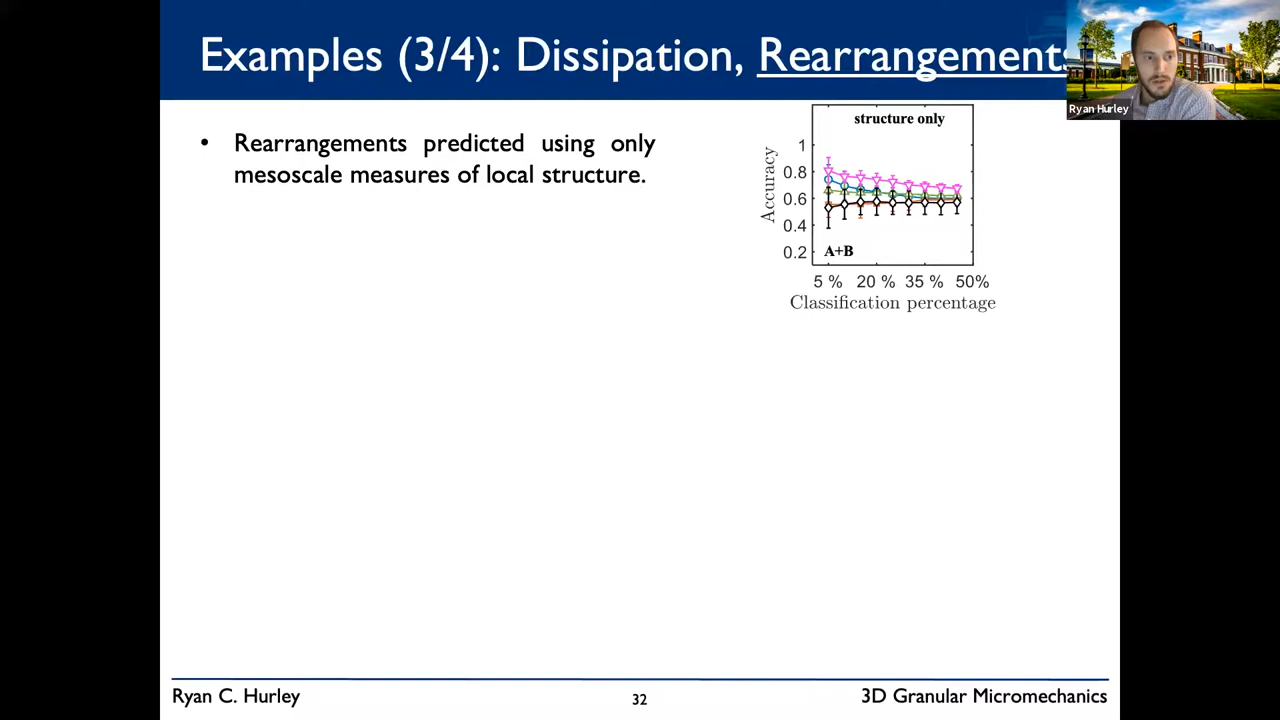 Examples (3/4): Dissipation, Rearrangements
Ryan Hurley
• Rearrangements predicted using only
mesoscale measures of local structure.
structure only
Accuracy
1
0.8
0.6
0.4
0.2
A+B
5 % 20 % 35 % 50%
Classification percentage
Ryan C. Hurley
32
3D Granular Micromechanics